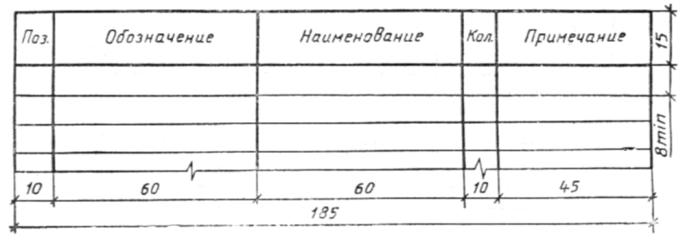 Поз. Обозначение Наименование Кол. Примечание 15
8min
10 60 60 10 45
185